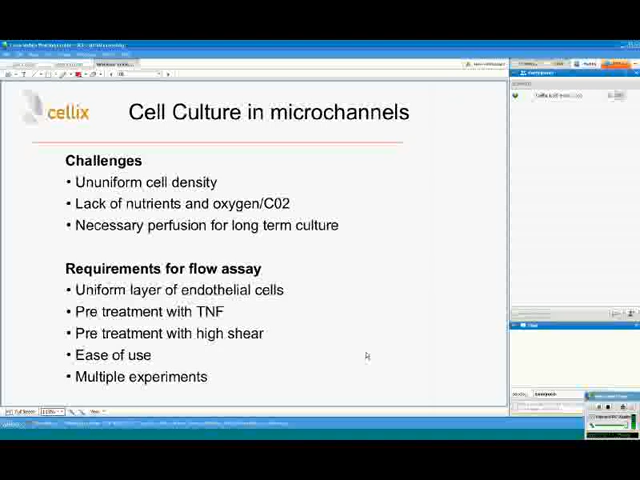 cellix
Cell Culture in microchannels
Challenges
• Ununiform cell density
• Lack of nutrients and oxygen/C02
• Necessary perfusion for long term culture
Requirements for flow assay
• Uniform layer of endothelial cells
• Pre treatment with TNF
• Pre treatment with high shear
• Ease of use
• Multiple experiments